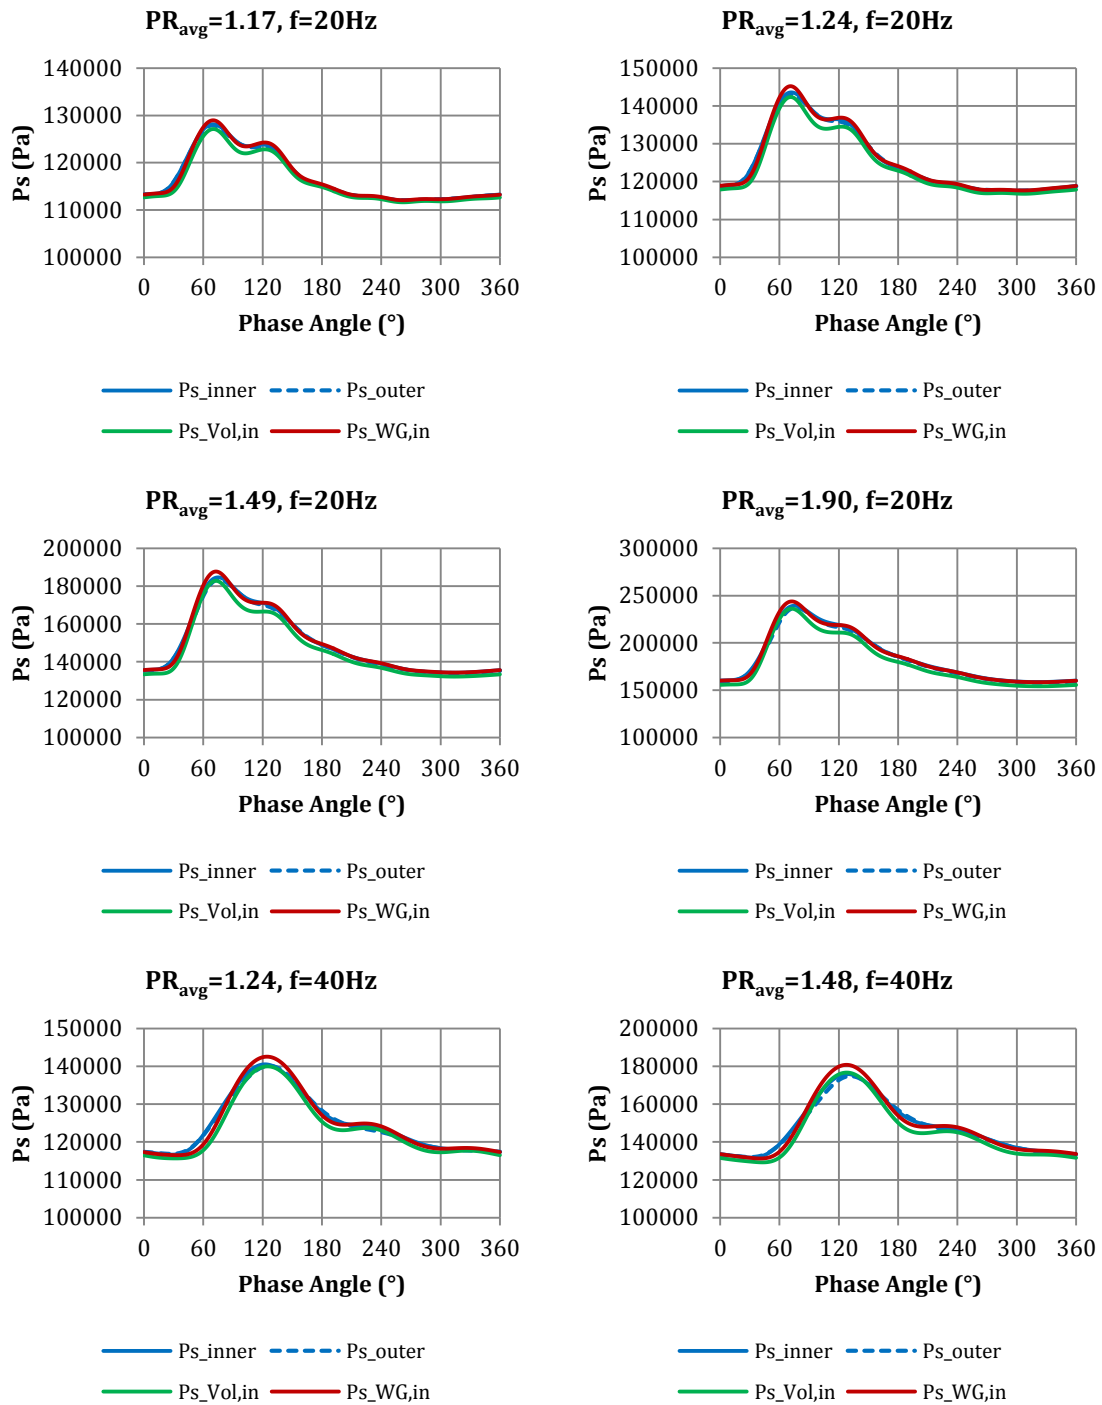 PRavg=1.17, f=20Hz
Ps (Pa)
140000
130000
120000
110000
100000
0 60 120 180 240 300 360
Phase Angle (°)
Ps_inner Ps_outer
Ps_Vol,in Ps_WG,in
PRavg=1.24, f=20Hz
Ps (Pa)
150000
140000
130000
120000
110000
100000
0 60 120 180 240 300 360
Phase Angle (°)
Ps_inner Ps_outer
Ps_Vol,in Ps_WG,in
PRavg=1.49, f=20Hz
Ps (Pa)
200000
180000
160000
140000
120000
100000
0 60 120 180 240 300 360
Phase Angle (°)
Ps_inner Ps_outer
Ps_Vol,in Ps_WG,in
PRavg=1.90, f=20Hz
Ps (Pa)
300000
250000
200000
150000
100000
0 60 120 180 240 300 360
Phase Angle (°)
Ps_inner Ps_outer
Ps_Vol,in Ps_WG,in
PRavg=1.24, f=40Hz
Ps (Pa)
150000
140000
130000
120000
110000
100000
0 60 120 180 240 300 360
Phase Angle (°)
Ps_inner Ps_outer
Ps_Vol,in Ps_WG,in
PRavg=1.48, f=40Hz
Ps (Pa)
200000
180000
160000
140000
120000
100000
0 60 120 180 240 300 360
Phase Angle (°)
Ps_inner Ps_outer
Ps_Vol,in Ps_WG,in